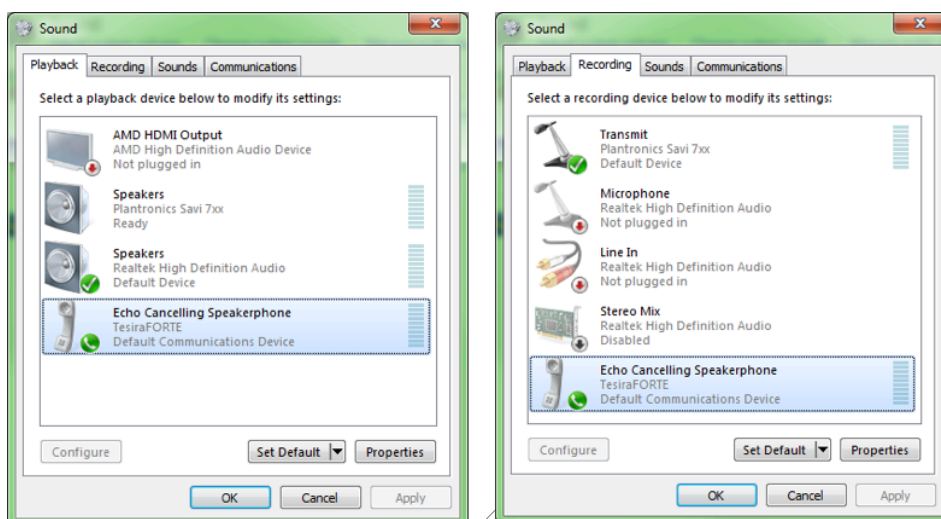 Sound
Playback Recording Sounds Communications
Select a playback device below to modify its settings:
AMD HDMI Output
AMD High Definition Audio Device
Not plugged in
Speakers
Plantronics Savi 7xx
Ready
Speakers
Realtek High Definition Audio
Default Device
Echo Cancelling Speakerphone
TesiraFORTE
Default Communications Device
Configure Set Default Properties
OK Cancel Apply
Sound
Playback Recording Sounds Communications
Select a recording device below to modify its settings:
Transmit
Plantronics Savi 7xx
Default Device
Microphone
Realtek High Definition Audio
Not plugged in
Line In
Realtek High Definition Audio
Not plugged in
Stereo Mix
Realtek High Definition Audio
Disabled
Echo Cancelling Speakerphone
TesiraFORTE
Default Communications Device
Configure Set Default Properties
OK Cancel Apply